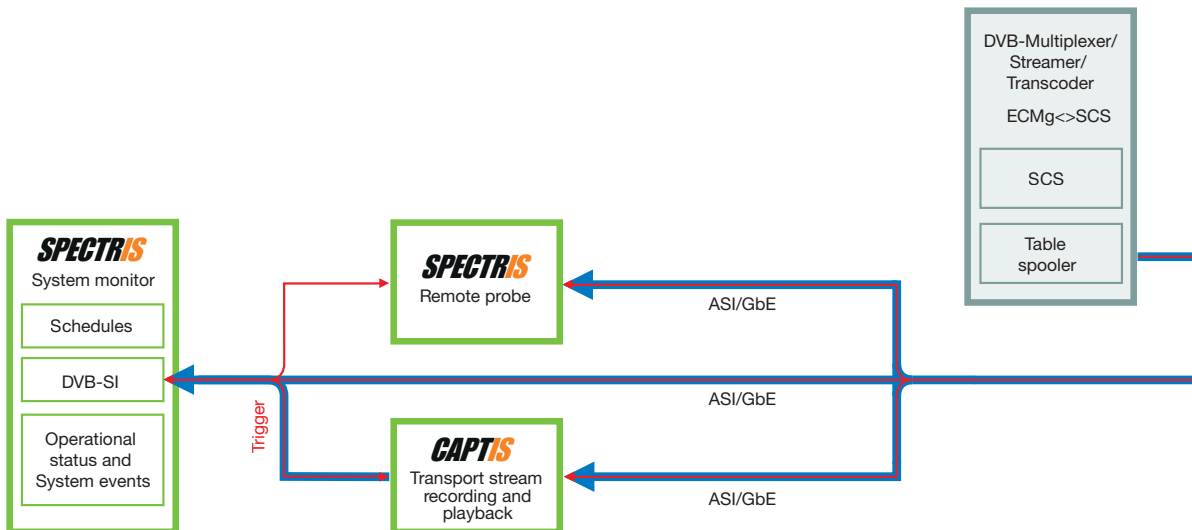 DVB-Multiplexer/
Streamer/
Transcoder
ECMg<>SCS
SCS
Table
spooler
SPECTRIS
System monitor
Schedules
DVB-SI
Operational
status and
System events
Trigger
SPECTRIS
Remote probe
ASI/GbE
ASI/GbE
CAPTIS
Transport stream
recording and
playback
ASI/GbE